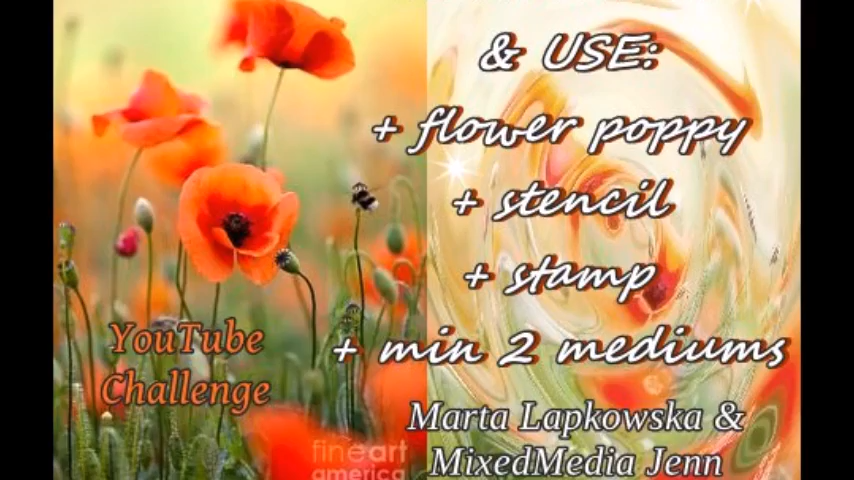 & USE:
+ flower poppy
+ stencil
+ stamp
+ min 2 mediums
YouTube
Challenge
Marta Lapkowska &
MixedMedia Jenn
fineart
america